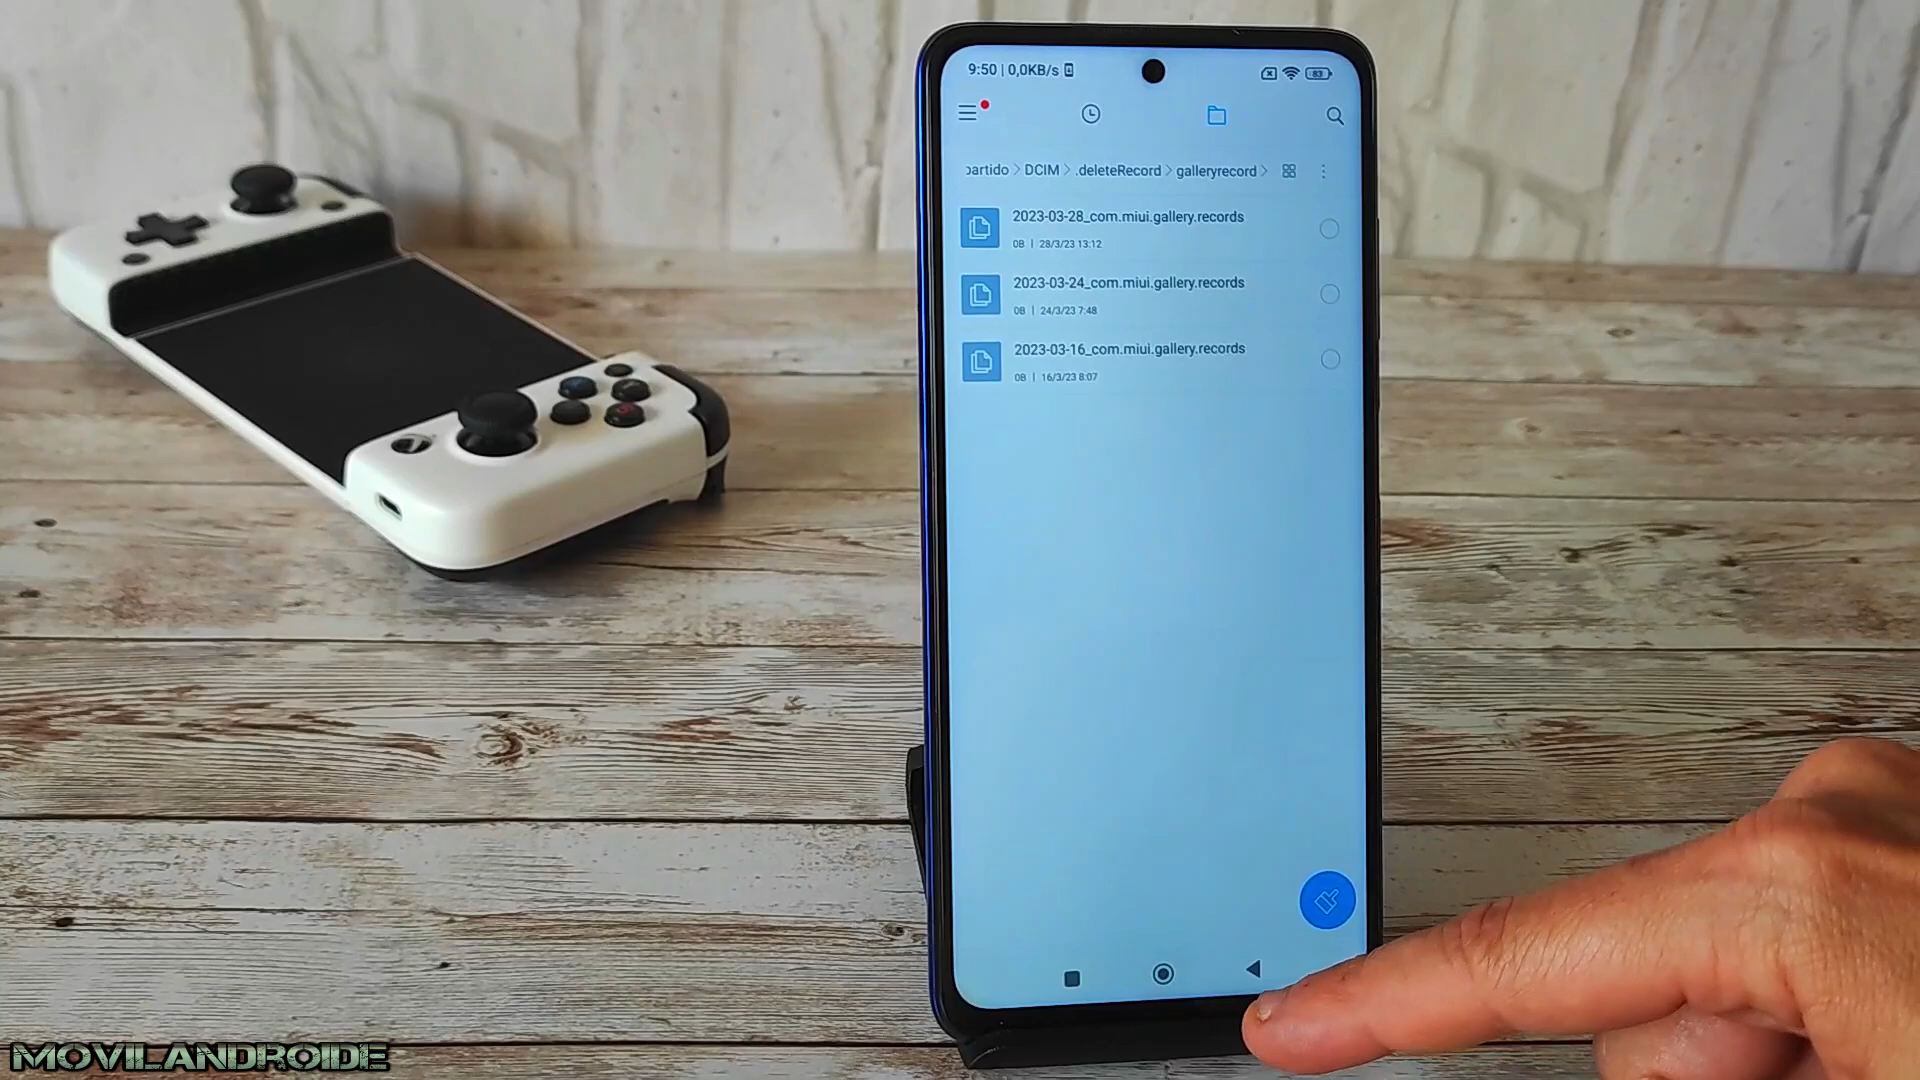 9:50 | 0,0KB/s
83
partido > DCIM > .deleteRecord > galleryrecord >
2023-03-28_com.miui.gallery.records
0B | 28/3/23 13:12
2023-03-24_com.miui.gallery.records
0B | 24/3/23 7:48
2023-03-16_com.miui.gallery.records
0B | 16/3/23 8:07
MOVILANDROIDE